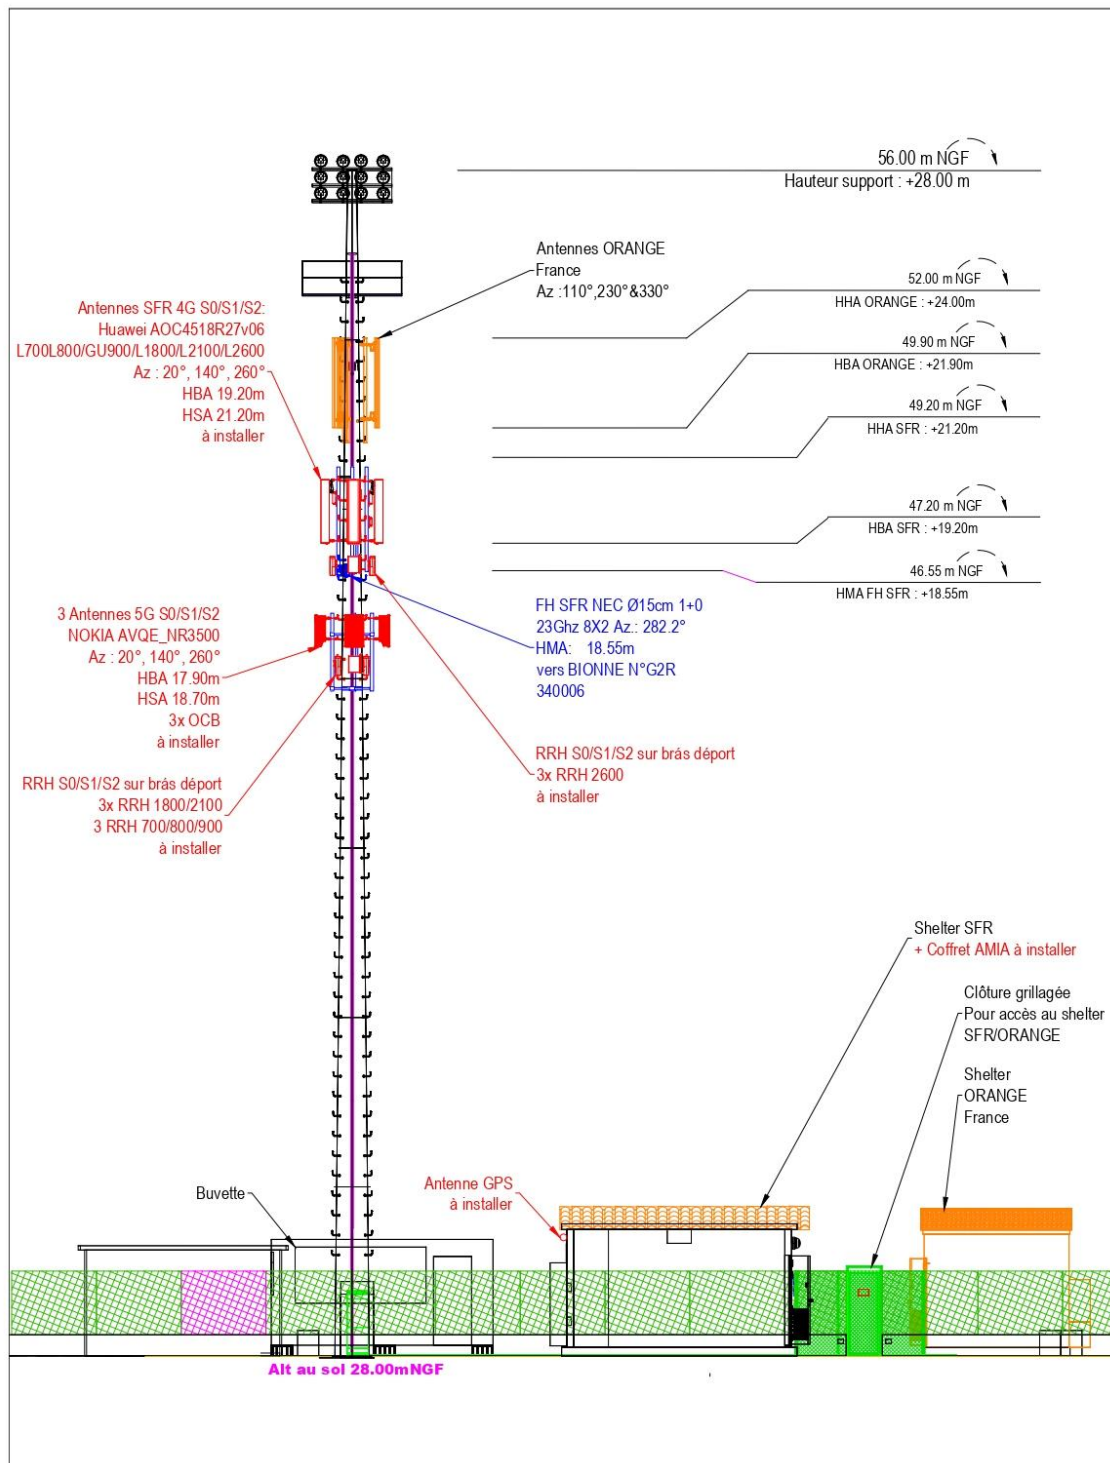 56.00 m NGF
Hauteur support : +28.00 m
Antennes ORANGE
France
Az :110°,230°&330°
52.00 m NGF
HHA ORANGE : +24.00m
49.90 m NGF
HBA ORANGE : +21.90m
49.20 m NGF
HHA SFR : +21.20m
47.20 m NGF
HBA SFR : +19.20m
46.55 m NGF
HMA FH SFR : +18.55m
Antennes SFR 4G S0/S1/S2:
Huawei AOC4518R27v06
L700L800/GU900/L1800/L2100/L2600
Az : 20°, 140°, 260°
HBA 19.20m
HSA 21.20m
à installer
3 Antennes 5G S0/S1/S2
NOKIA AVQE_NR3500
Az : 20°, 140°, 260°
HBA 17.90m
HSA 18.70m
3x OCB
à installer
FH SFR NEC Ø15cm 1+0
23Ghz 8X2 Az.: 282.2°
HMA: 18.55m
vers BIONNE N°G2R
340006
RRH S0/S1/S2 sur brás déport
3x RRH 2600
à installer
RRH S0/S1/S2 sur brás déport
3x RRH 1800/2100
3 RRH 700/800/900
à installer
Shelter SFR
+ Coffret AMIA à installer
Clôture grillagée
Pour accès au shelter
SFR/ORANGE
Shelter
ORANGE
France
Buvette
Antenne GPS
à installer
Alt au sol 28.00mNGF